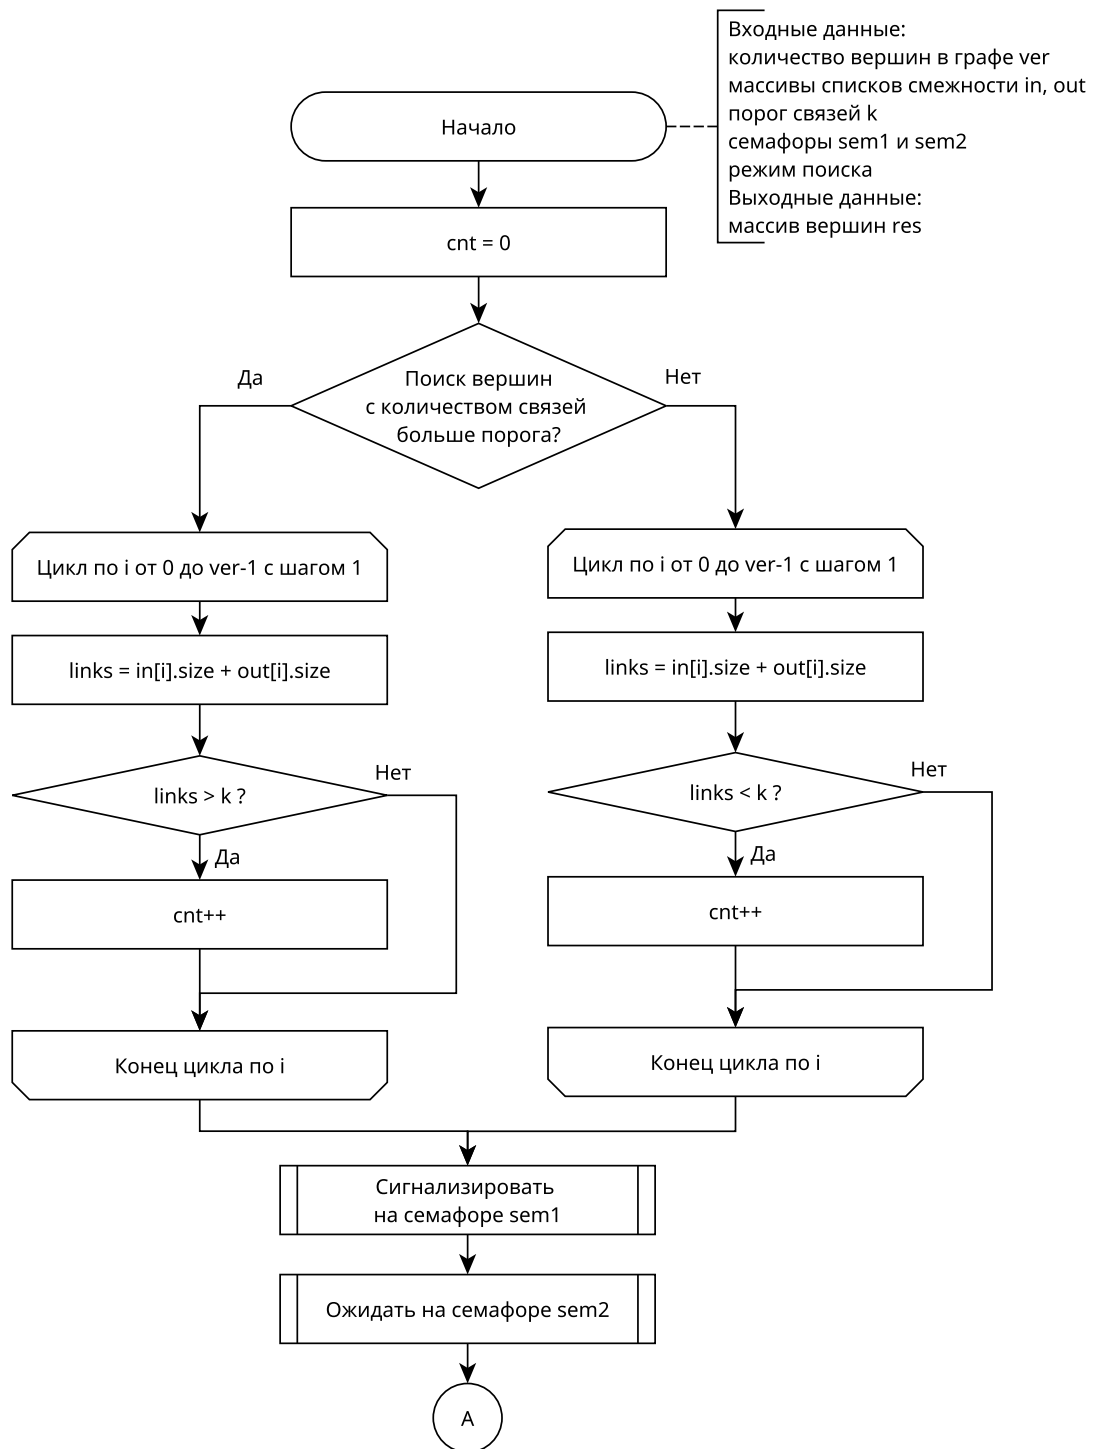 Входные данные:
количество вершин в графе ver
массивы списков смежности in, out
порог связей k
семафоры sem1 и sem2
режим поиска
Выходные данные:
массив вершин res
Начало
cnt = 0
Поиск вершин
с количеством связей
больше порога?
Да
Нет
Цикл по i от 0 до ver-1 с шагом 1
links = in[i].size + out[i].size
links > k ?
Нет
Да
cnt++
Конец цикла по i
Цикл по i от 0 до ver-1 с шагом 1
links = in[i].size + out[i].size
links < k ?
Нет
Да
cnt++
Конец цикла по i
Сигнализировать
на семафоре sem1
Ожидать на семафоре sem2
А